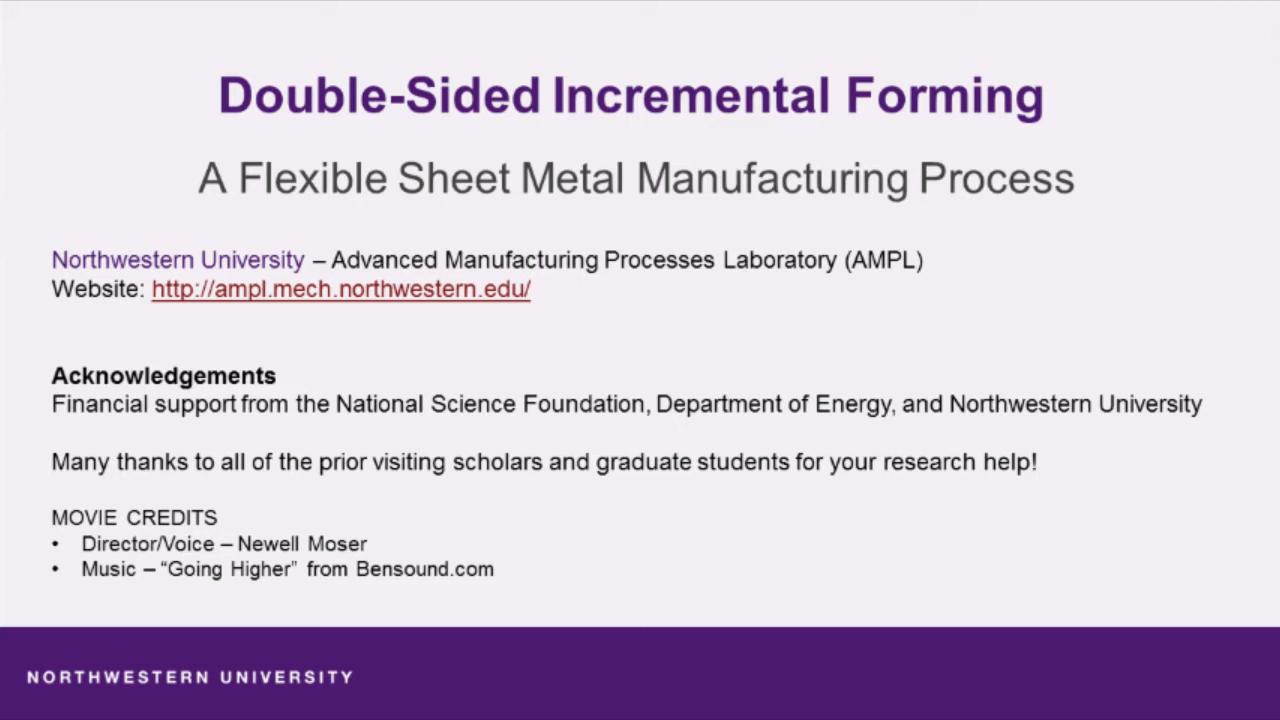 Double-Sided Incremental Forming
A Flexible Sheet Metal Manufacturing Process
Northwestern University – Advanced Manufacturing Processes Laboratory (AMPL)
Website: http://ampl.mech.northwestern.edu/
Acknowledgements
Financial support from the National Science Foundation, Department of Energy, and Northwestern University
Many thanks to all of the prior visiting scholars and graduate students for your research help!
MOVIE CREDITS
• Director/Voice – Newell Moser
• Music – “Going Higher” from Bensound.com
NORTHWESTERN UNIVERSITY